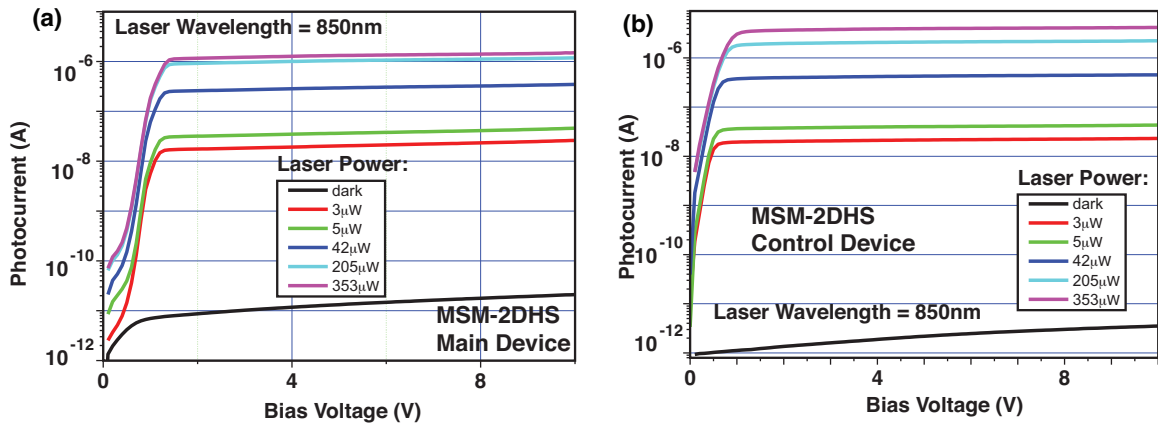 (a)
Laser Wavelength = 850nm
Photocurrent (A)
10⁻⁶
10⁻⁸
10⁻¹⁰
10⁻¹²
Laser Power:
dark
3μW
5μW
42μW
205μW
353μW
MSM-2DHS
Main Device
0
4
8
Bias Voltage (V)
(b)
Photocurrent (A)
10⁻⁶
10⁻⁸
10⁻¹⁰
10⁻¹²
Laser Power:
dark
3μW
5μW
42μW
205μW
353μW
MSM-2DHS
Control Device
Laser Wavelength = 850nm
0
4
8
Bias Voltage (V)